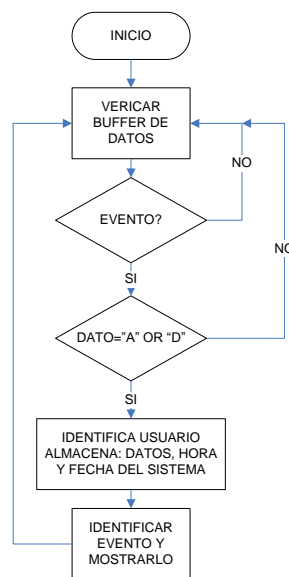 INICIO
VERICAR
BUFFER DE
DATOS
NO
EVENTO?
NO
SI
DATO="A" OR “D”
SI
IDENTIFICA USUARIO
ALMACENA: DATOS, HORA
Y FECHA DEL SISTEMA
IDENTIFICAR
EVENTO Y
MOSTRARLO